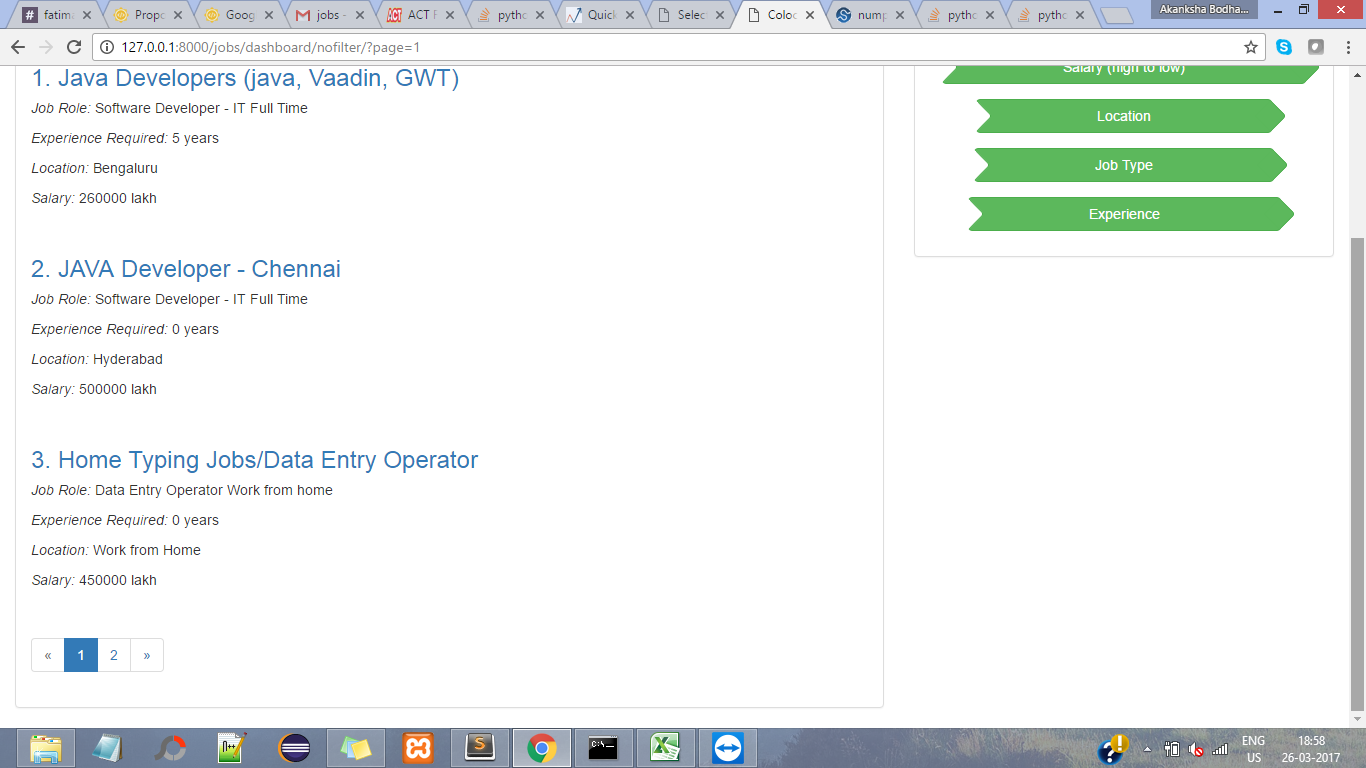 fatim
Propo
Goog
jobs -
ACT F
pytho
Quick
Selec
Coloc
nump
pytho
pytho
Akanksha Bodha...
127.0.0.1:8000/jobs/dashboard/nofilter/?page=1
1. Java Developers (java, Vaadin, GWT)
Job Role: Software Developer - IT Full Time
Experience Required: 5 years
Location: Bengaluru
Salary: 260000 lakh
2. JAVA Developer - Chennai
Job Role: Software Developer - IT Full Time
Experience Required: 0 years
Location: Hyderabad
Salary: 500000 lakh
3. Home Typing Jobs/Data Entry Operator
Job Role: Data Entry Operator Work from home
Experience Required: 0 years
Location: Work from Home
Salary: 450000 lakh
« 1 2 »
Salary (high to low)
Location
Job Type
Experience
ENG
US
18:58
26-03-2017